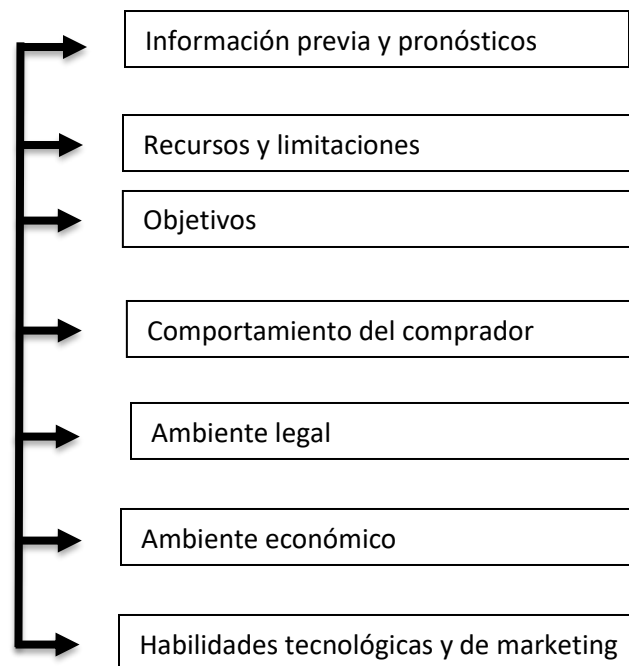 Información previa y pronósticos
Recursos y limitaciones
Objetivos
Comportamiento del comprador
Ambiente legal
Ambiente económico
Habilidades tecnológicas y de marketing